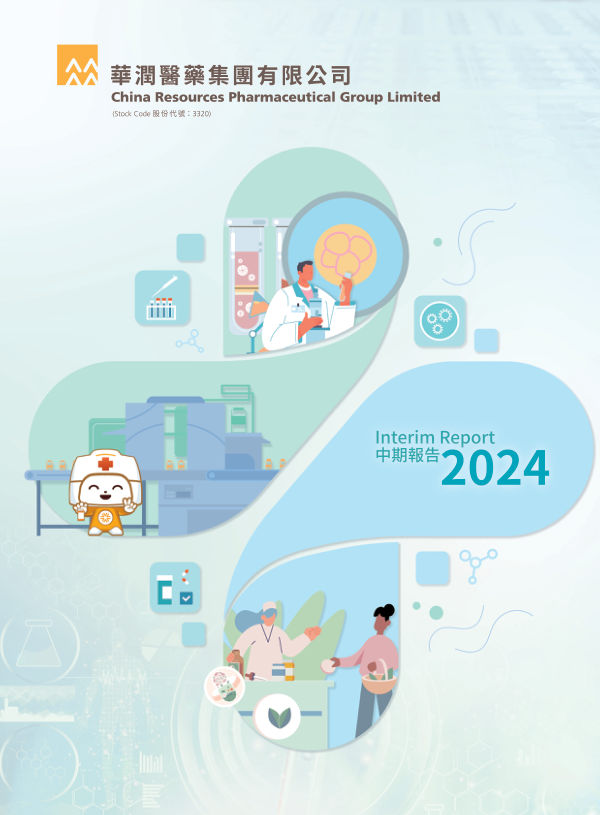 華潤醫藥集團有限公司
China Resources Pharmaceutical Group Limited
(Stock Code 股份代號：3320)
Interim Report
中期報告 2024